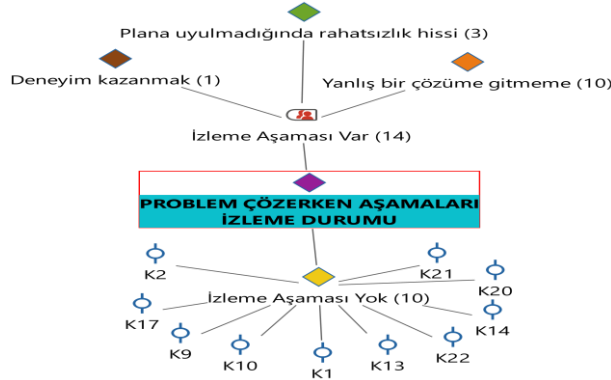 Plana uyulmadığında rahatsızlık hissi (3)
Deneyim kazanmak (1)
Yanlış bir çözüme gitmeme (10)
İzleme Aşaması Var (14)
PROBLEM ÇÖZERKEN AŞAMALARI
İZLEME DURUMU
K2
K21
K20
İzleme Aşaması Yok (10)
K17
K14
K9
K10
K1
K13
K22